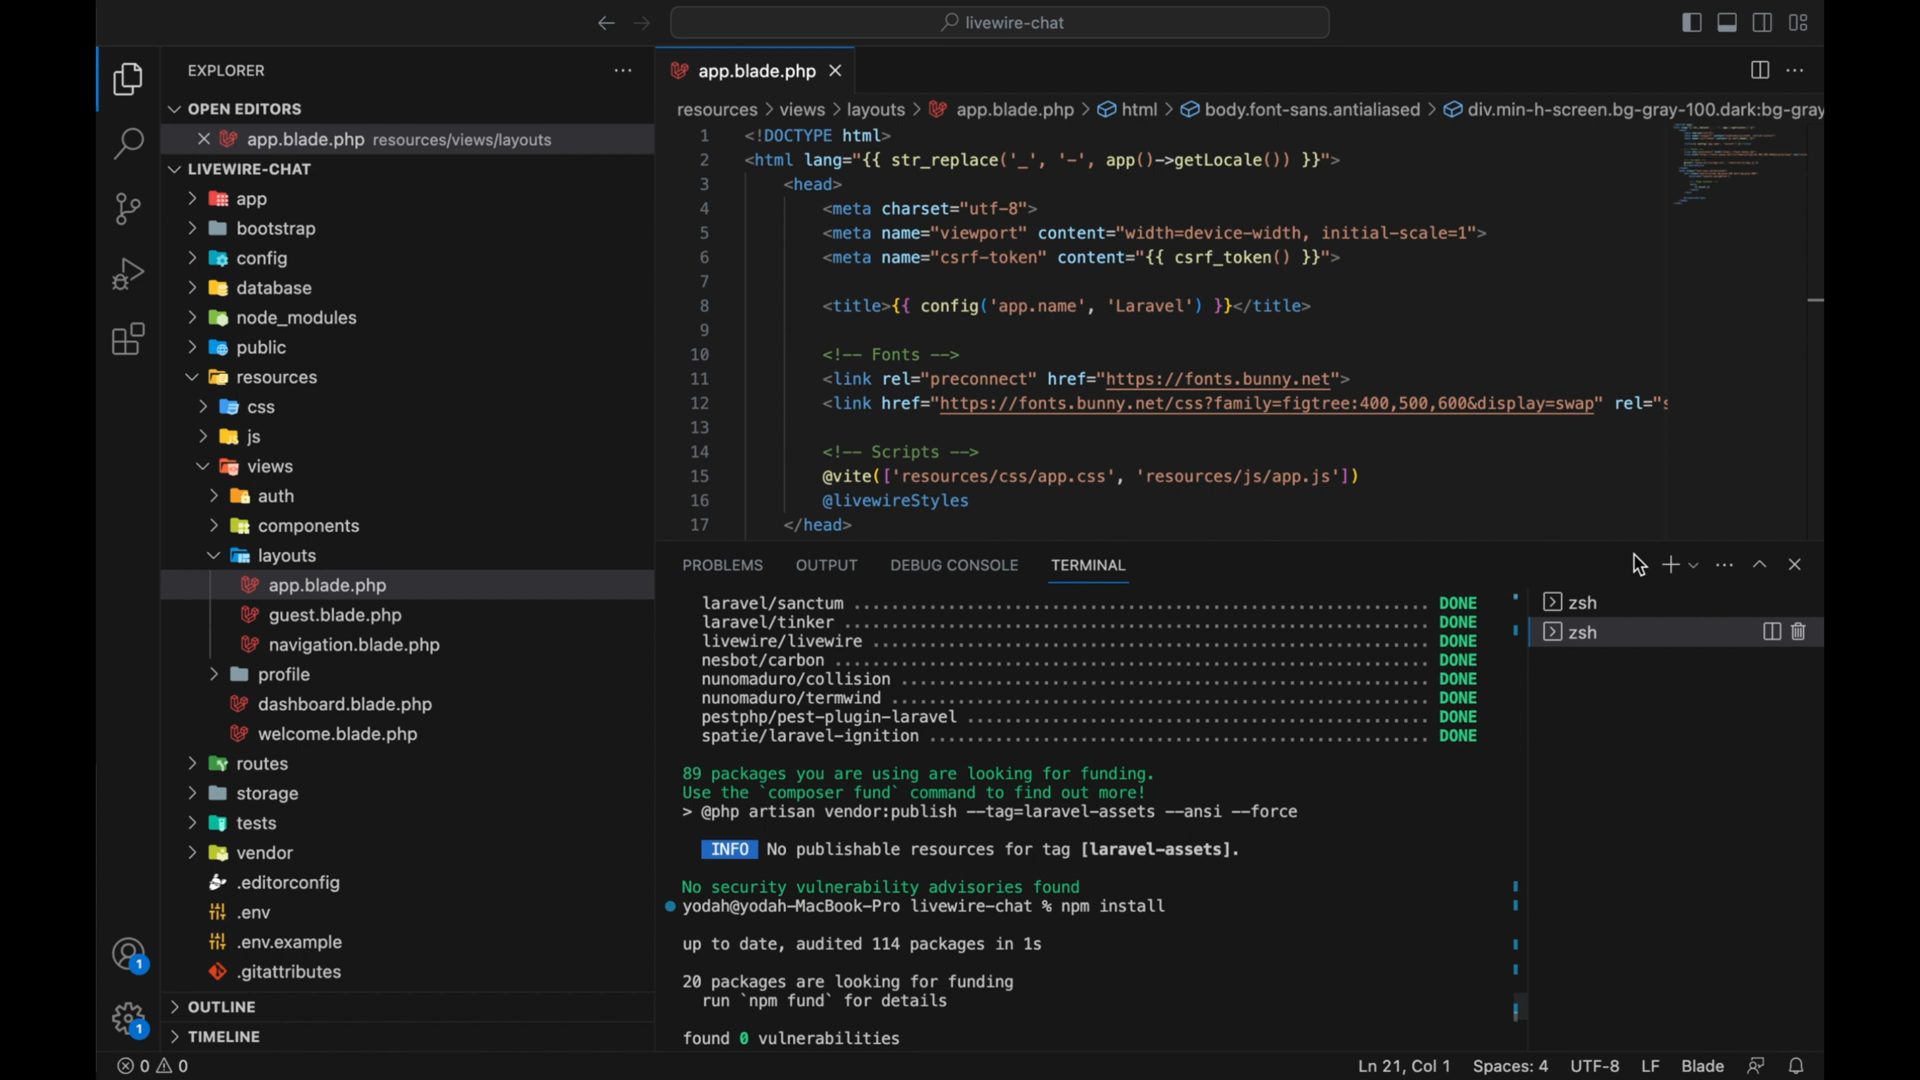 livewire-chat
EXPLORER
OPEN EDITORS
app.blade.php resources/views/layouts
LIVEWIRE-CHAT
app
bootstrap
config
database
node_modules
public
resources
css
js
views
auth
components
layouts
app.blade.php
guest.blade.php
navigation.blade.php
profile
dashboard.blade.php
welcome.blade.php
routes
storage
tests
vendor
.editorconfig
.env
.env.example
.gitattributes
OUTLINE
TIMELINE
1
1
app.blade.php
resources > views > layouts > app.blade.php > html > body.font-sans.antialiased > div.min-h-screen.bg-gray-100.dark:bg-gray
1 <!DOCTYPE html>
2 <html lang="{{ str_replace('_', '-', app()->getLocale()) }}">
3 <head>
4 <meta charset="utf-8">
5 <meta name="viewport" content="width=device-width, initial-scale=1">
6 <meta name="csrf-token" content="{{ csrf_token() }}">
7
8 <title>{{ config('app.name', 'Laravel') }}</title>
9
10 <!-- Fonts -->
11 <link rel="preconnect" href="https://fonts.bunny.net">
12 <link href="https://fonts.bunny.net/css?family=figtree:400,500,600&display=swap" rel="s
13
14 <!-- Scripts -->
15 @vite(['resources/css/app.css', 'resources/js/app.js'])
16 @livewireStyles
17 </head>
PROBLEMS OUTPUT DEBUG CONSOLE TERMINAL
laravel/sanctum ............................................................. DONE
laravel/tinker .............................................................. DONE
livewire/livewire ........................................................... DONE
nesbot/carbon ............................................................... DONE
nunomaduro/collision ........................................................ DONE
nunomaduro/termwind ......................................................... DONE
pestphp/pest-plugin-laravel ................................................. DONE
spatie/laravel-ignition ..................................................... DONE
89 packages you are using are looking for funding.
Use the `composer fund` command to find out more!
> @php artisan vendor:publish --tag=laravel-assets --ansi --force
INFO No publishable resources for tag [laravel-assets].
No security vulnerability advisories found
yodah@yodah-MacBook-Pro livewire-chat % npm install
up to date, audited 114 packages in 1s
20 packages are looking for funding
run `npm fund` for details
found 0 vulnerabilities
zsh
zsh
0 0
Ln 21, Col 1 Spaces: 4 UTF-8 LF Blade